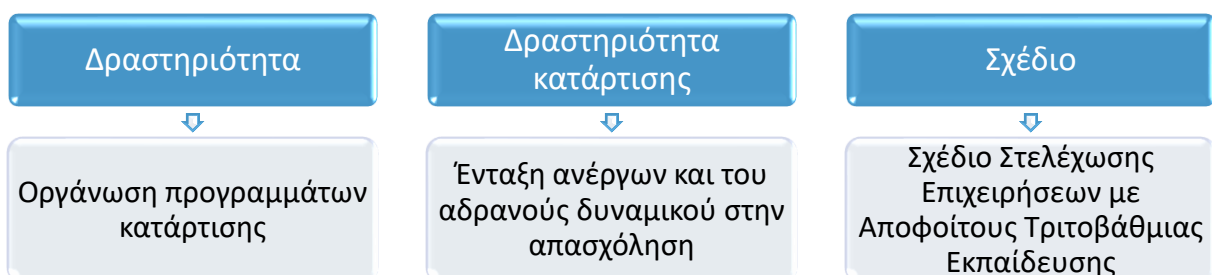 Δραστηριότητα
Οργάνωση προγραμμάτων
κατάρτισης
Δραστηριότητα
κατάρτισης
Ένταξη ανέργων και του
αδρανούς δυναμικού στην
απασχόληση
Σχέδιο
Σχέδιο Στελέχωσης
Επιχειρήσεων με
Αποφοίτους Τριτοβάθμιας
Εκπαίδευσης